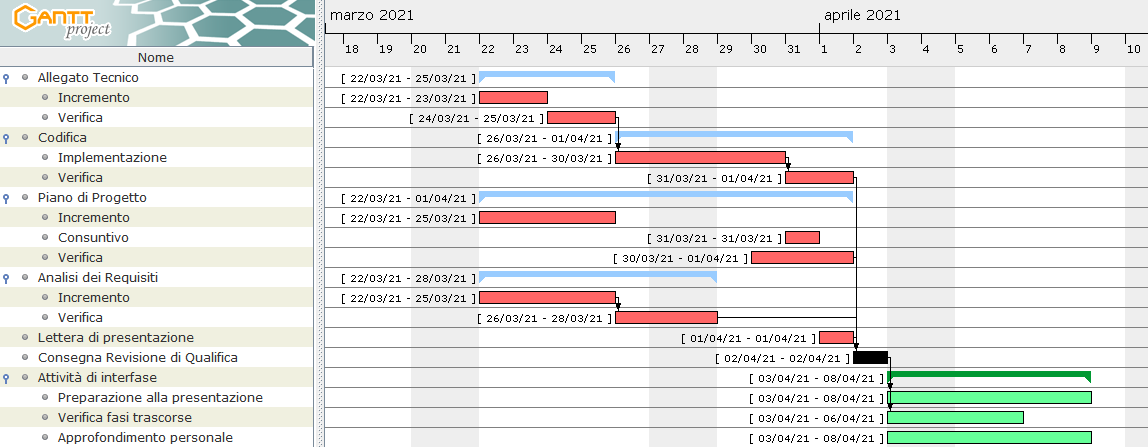 GANTT
project
marzo 2021 aprile 2021
18 19 20 21 22 23 24 25 26 27 28 29 30 31 1 2 3 4 5 6 7 8 9 10
Nome
Allegato Tecnico [ 22/03/21 - 25/03/21 ]
Incremento [ 22/03/21 - 23/03/21 ]
Verifica [ 24/03/21 - 25/03/21 ]
Codifica [ 26/03/21 - 01/04/21 ]
Implementazione [ 26/03/21 - 30/03/21 ]
Verifica [ 31/03/21 - 01/04/21 ]
Piano di Progetto [ 22/03/21 - 01/04/21 ]
Incremento [ 22/03/21 - 25/03/21 ]
Consuntivo [ 31/03/21 - 31/03/21 ]
Verifica [ 30/03/21 - 01/04/21 ]
Analisi dei Requisiti [ 22/03/21 - 28/03/21 ]
Incremento [ 22/03/21 - 25/03/21 ]
Verifica [ 26/03/21 - 28/03/21 ]
Lettera di presentazione [ 01/04/21 - 01/04/21 ]
Consegna Revisione di Qualifica [ 02/04/21 - 02/04/21 ]
Attività di interfase [ 03/04/21 - 08/04/21 ]
Preparazione alla presentazione [ 03/04/21 - 08/04/21 ]
Verifica fasi trascorse [ 03/04/21 - 06/04/21 ]
Approfondimento personale [ 03/04/21 - 08/04/21 ]